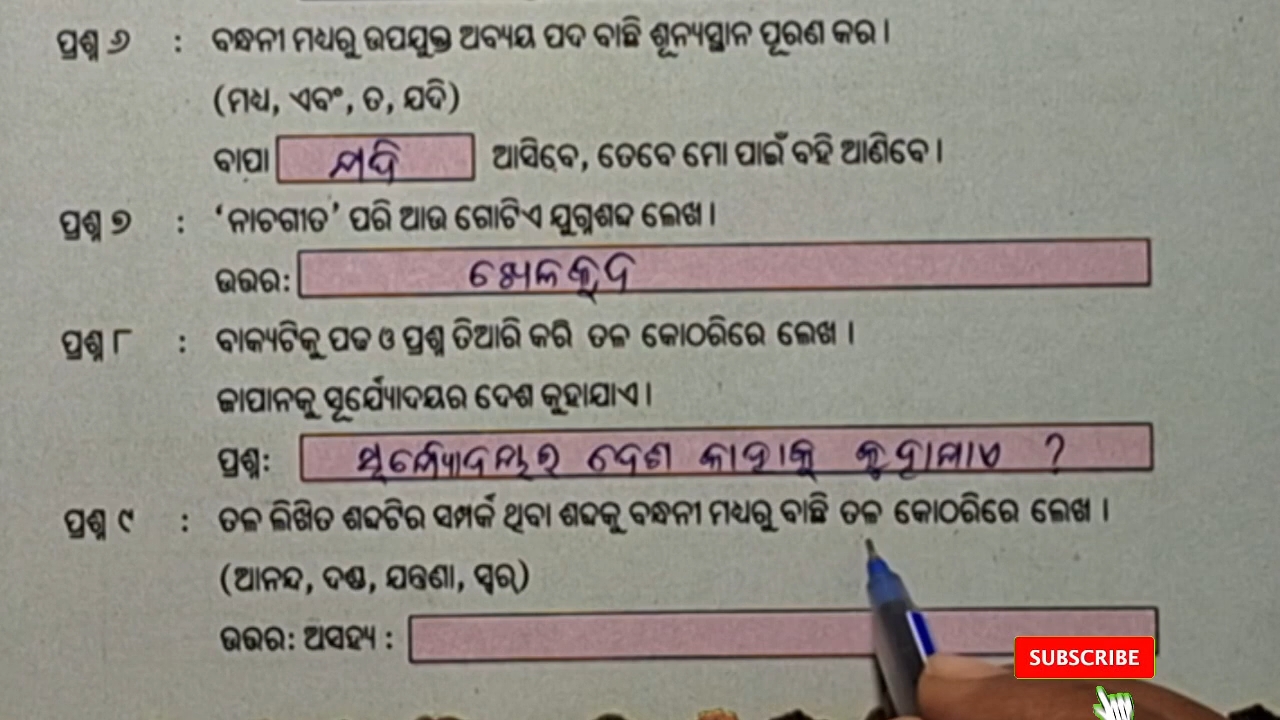 ପ୍ରଶ୍ନ ୬ : ବନ୍ଧନୀ ମଧ୍ୟରୁ ଉପଯୁକ୍ତ ଅବ୍ୟୟ ପଦ ବାଛି ଶୂନ୍ୟସ୍ଥାନ ପୂରଣ କର ।
(ମଧ୍ୟ, ଏବଂ, ତ, ଯଦି)
ବାପା ଯଦି ଆସିବେ, ତେବେ ମୋ ପାଇଁ ବହି ଆଣିବେ ।
ପ୍ରଶ୍ନ ୭ : ‘ନାଚଗୀତ’ ପରି ଆଉ ଗୋଟିଏ ଯୁଗ୍ମଶବ୍ଦ ଲେଖ ।
ଉତ୍ତର: ଖେଳକୁଦ
ପ୍ରଶ୍ନ ୮ : ବାକ୍ୟଟିକୁ ପଢ ଓ ପ୍ରଶ୍ନ ତିଆରି କରି ତଳ କୋଠରିରେ ଲେଖ ।
ଜାପାନକୁ ସୂର୍ଯ୍ୟୋଦୟର ଦେଶ କୁହାଯାଏ ।
ପ୍ରଶ୍ନ: ସୂର୍ଯ୍ୟୋଦୟର ଦେଶ କାହାକୁ କୁହାଯାଏ ?
ପ୍ରଶ୍ନ ୯ : ତଳ ଲିଖିତ ଶବ୍ଦଟିର ସମ୍ପର୍କ ଥିବା ଶବ୍ଦକୁ ବନ୍ଧନୀ ମଧ୍ୟରୁ ବାଛି ତଳ କୋଠରିରେ ଲେଖ ।
(ଆନନ୍ଦ, ଦଣ୍ଡ, ଯନ୍ତ୍ରଣା, ସ୍ୱର)
ଉତ୍ତର: ଅସହ୍ୟ :
SUBSCRIBE